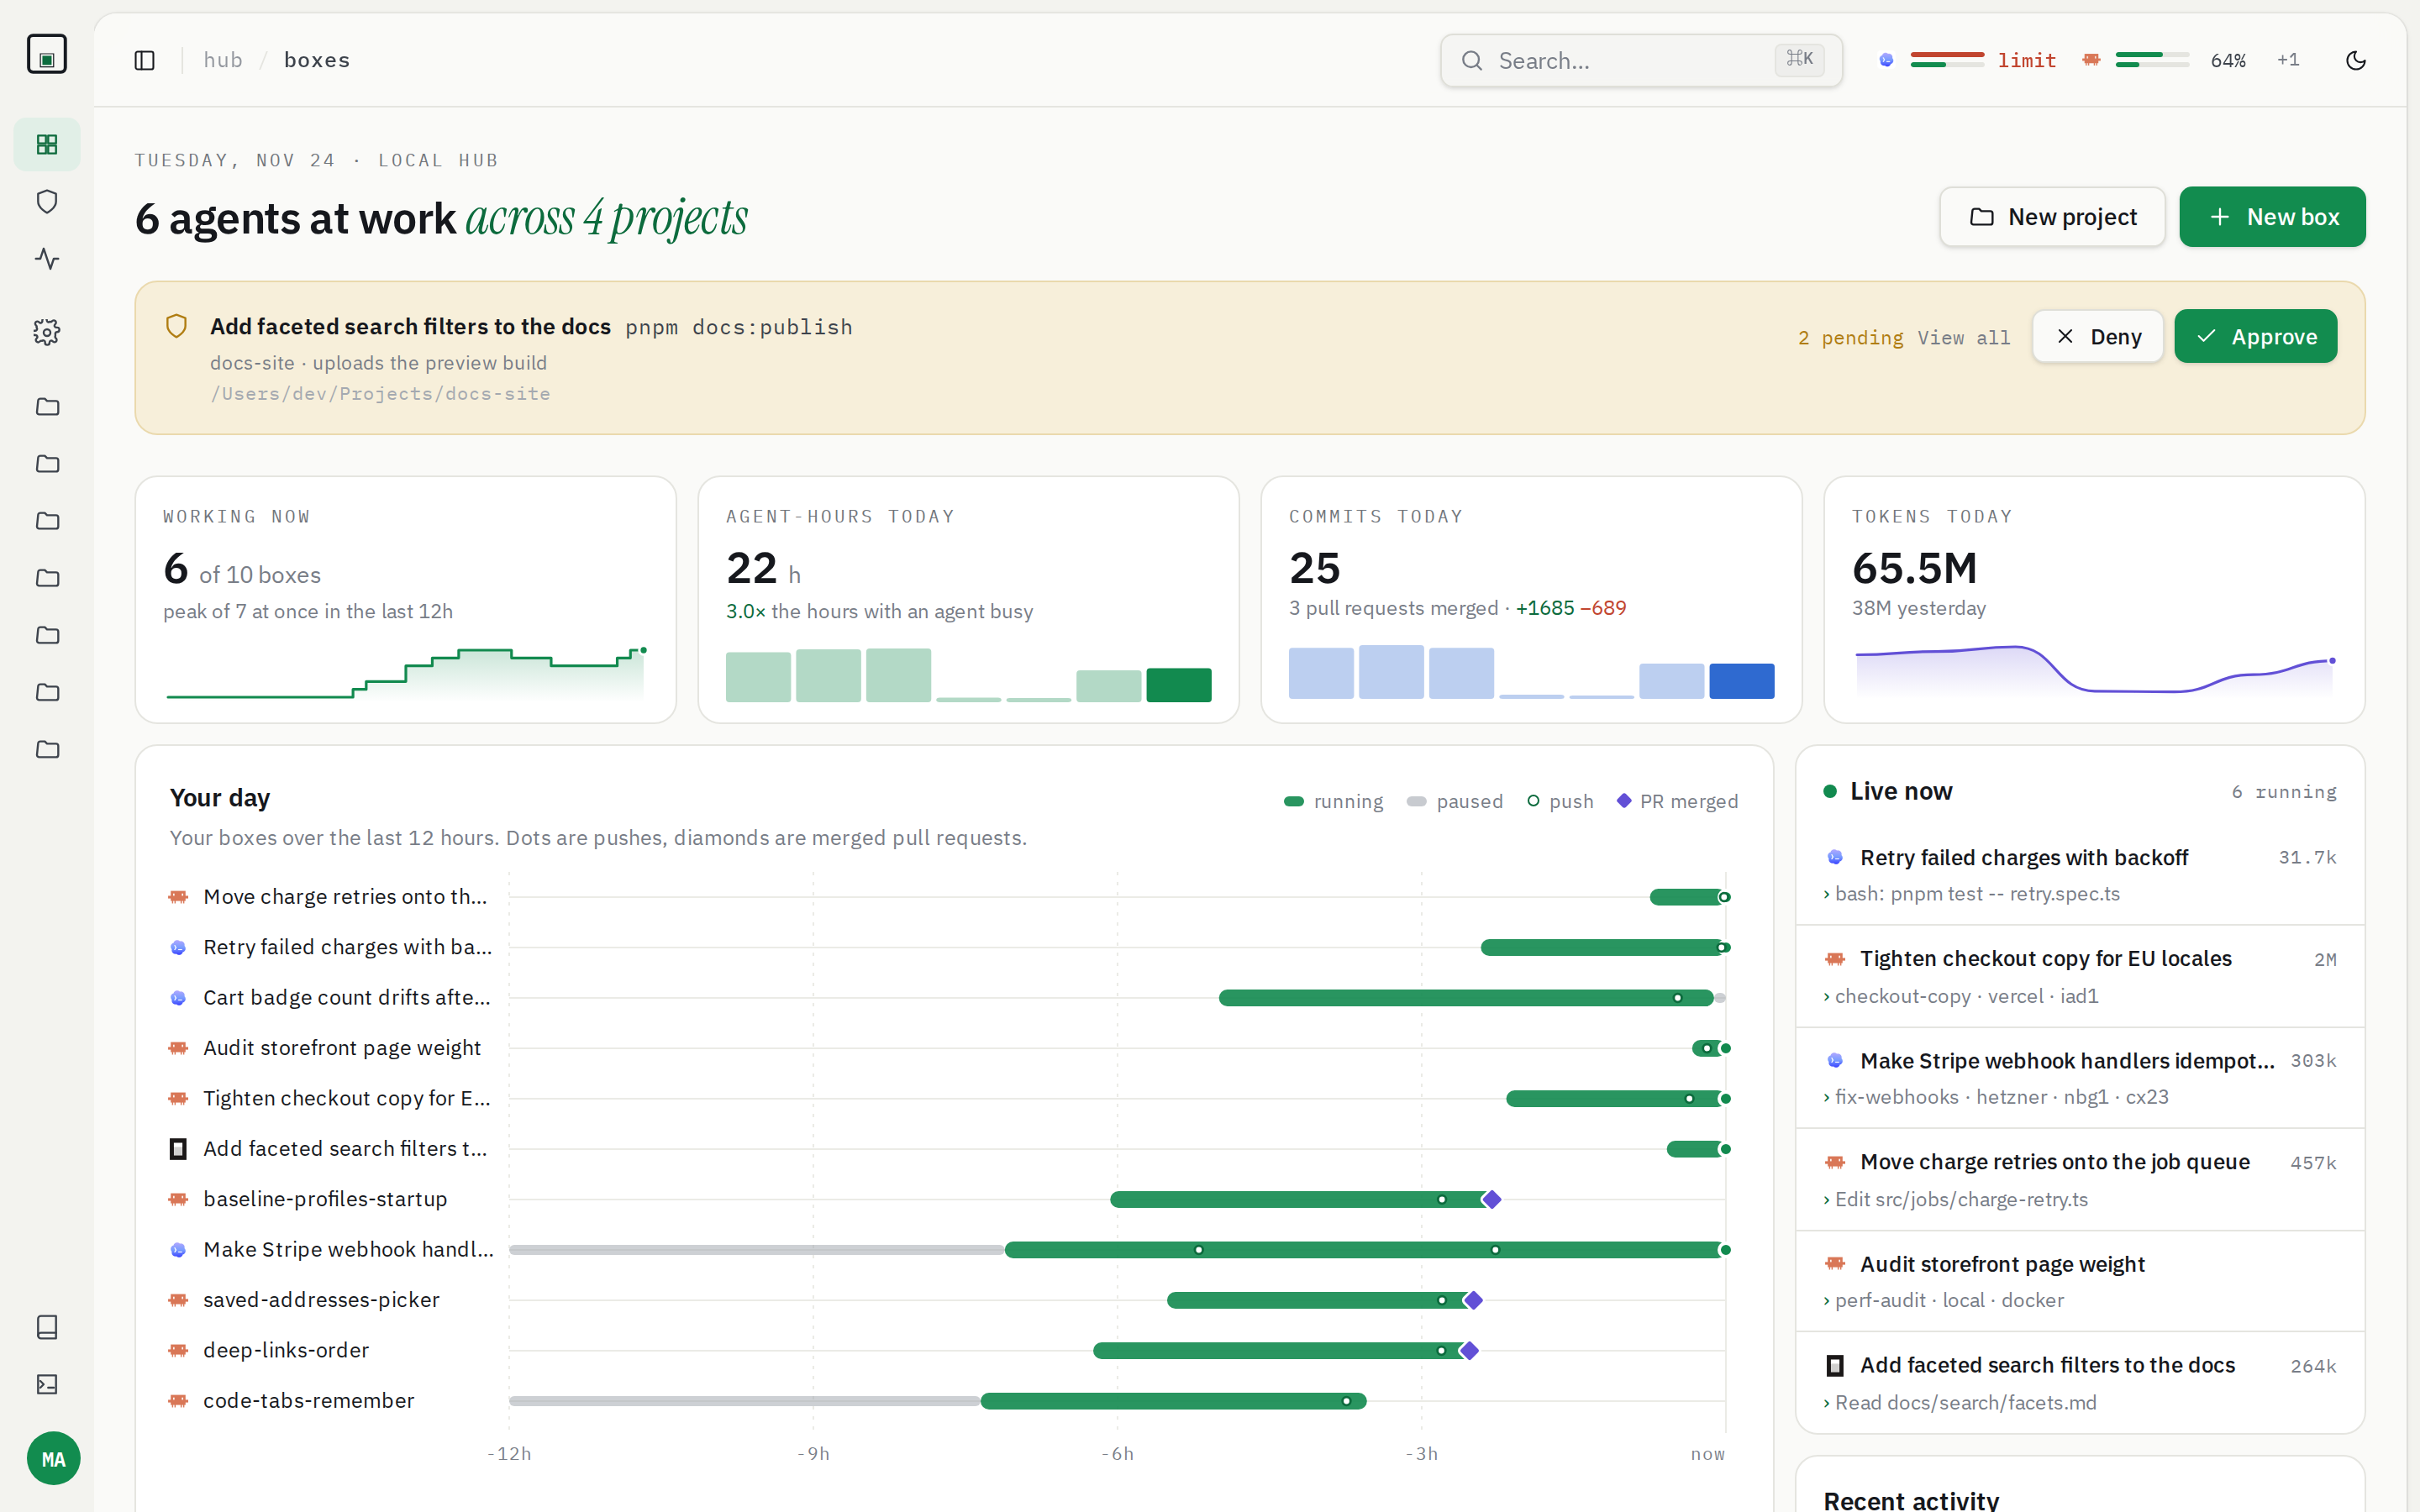 hub / boxes
Search... ⌘K
limit
64%
+1
TUESDAY, NOV 24 · LOCAL HUB
6 agents at work across 4 projects
New project
New box
Add faceted search filters to the docs pnpm docs:publish
docs-site · uploads the preview build
/Users/dev/Projects/docs-site
2 pending View all
Deny
Approve
WORKING NOW
6 of 10 boxes
peak of 7 at once in the last 12h
AGENT-HOURS TODAY
22 h
3.0× the hours with an agent busy
COMMITS TODAY
25
3 pull requests merged · +1685 −689
TOKENS TODAY
65.5M
38M yesterday
Your day
running paused push PR merged
Your boxes over the last 12 hours. Dots are pushes, diamonds are merged pull requests.
Move charge retries onto th...
Retry failed charges with ba...
Cart badge count drifts afte...
Audit storefront page weight
Tighten checkout copy for E...
Add faceted search filters t...
baseline-profiles-startup
Make Stripe webhook handl...
saved-addresses-picker
deep-links-order
code-tabs-remember
-12h -9h -6h -3h now
Live now
6 running
Retry failed charges with backoff 31.7k
› bash: pnpm test -- retry.spec.ts
Tighten checkout copy for EU locales 2M
› checkout-copy · vercel · iad1
Make Stripe webhook handlers idempot... 303k
› fix-webhooks · hetzner · nbg1 · cx23
Move charge retries onto the job queue 457k
› Edit src/jobs/charge-retry.ts
Audit storefront page weight
› perf-audit · local · docker
Add faceted search filters to the docs 264k
› Read docs/search/facets.md
Recent activity
MA